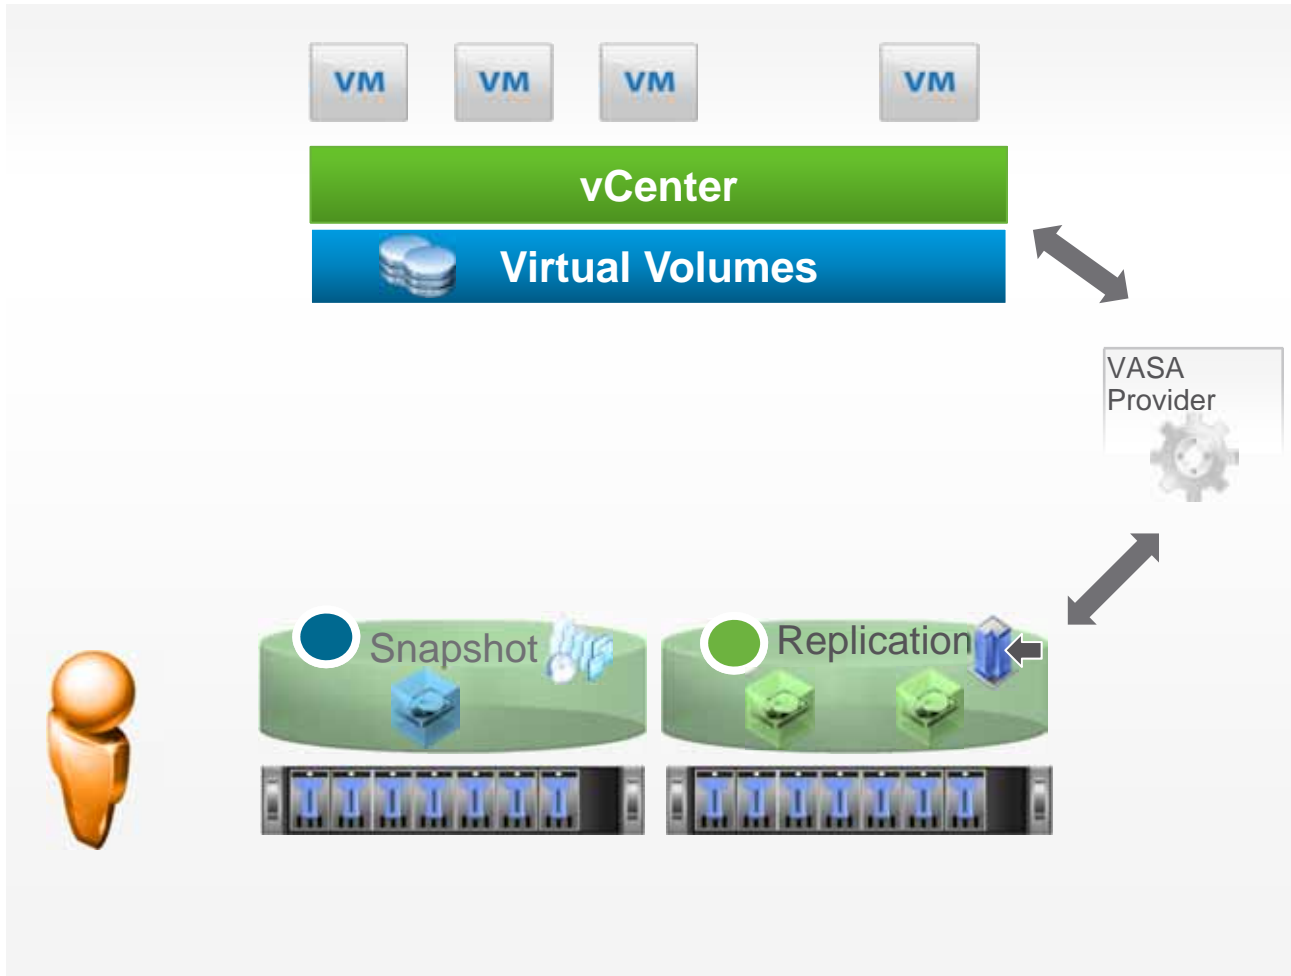 VM VM VM VM
vCenter
Virtual Volumes
VASA
Provider
Snapshot
Replication